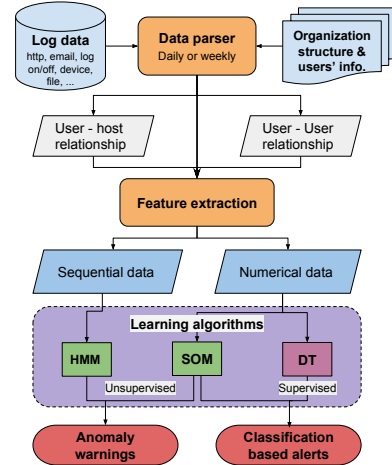 Log data
http, email, log
on/off, device,
file, ...
Data parser
Daily or weekly
Organization
structure &
users' info.
User - host
relationship
User - User
relationship
Feature extraction
Sequential data
Numerical data
Learning algorithms
HMM
SOM
DT
Unsupervised
Supervised
Anomaly
warnings
Classification
based alerts